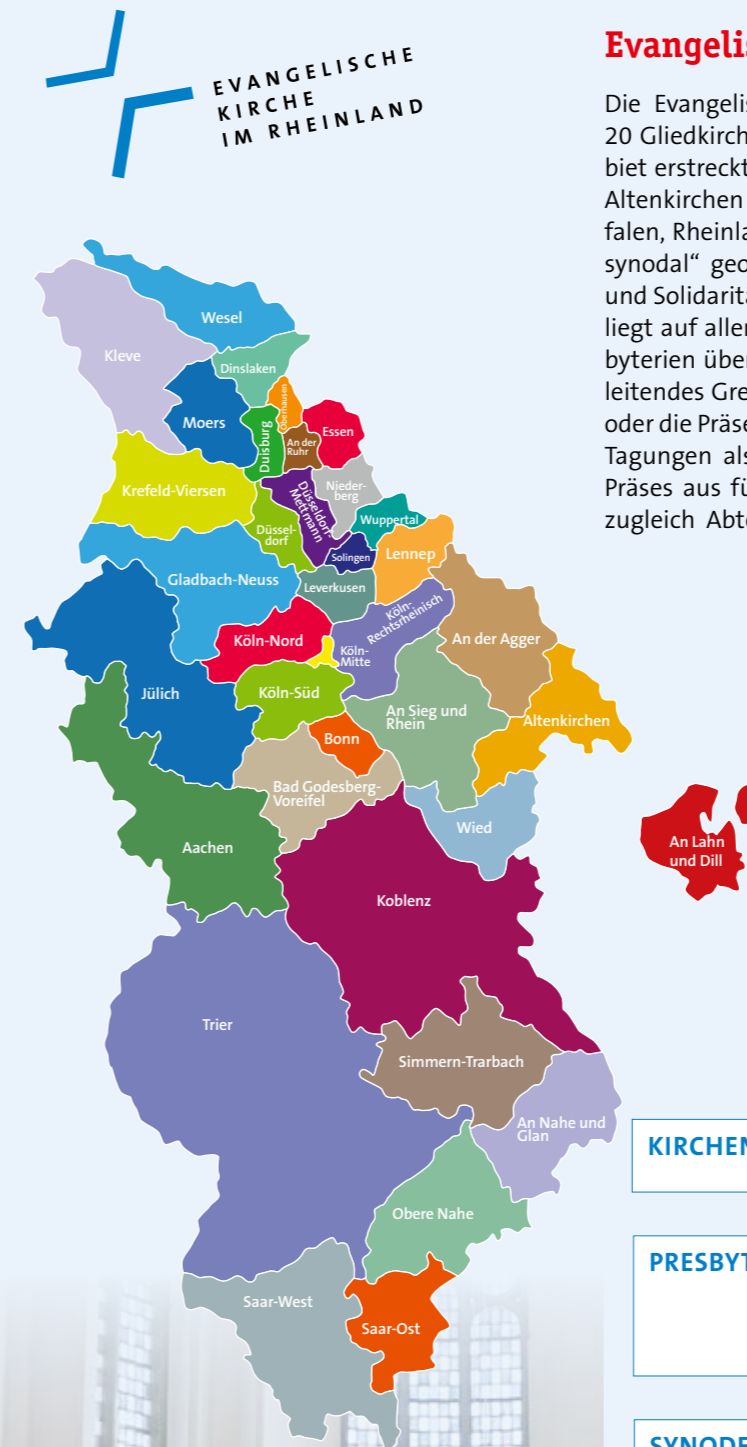 EVANGELISCHE
KIRCHE
IM RHEINLAND
Wesel
Kleve
Dinslaken
Oberhausen
Moers
Duisburg
An der
Ruhr
Essen
Krefeld-Viersen
Düsseldorf-
Mettmann
Nieder-
berg
Düssel-
dorf
Wuppertal
Solingen
Lennep
Gladbach-Neuss
Leverkusen
Köln-
Rechtsrheinisch
Köln-Nord
Köln-
Mitte
An der Agger
Jülich
Köln-Süd
An Sieg und
Rhein
Altenkirchen
Bonn
Bad Godesberg-
Voreifel
Wied
Aachen
An Lahn
und Dill
Koblenz
Trier
Simmern-Trarbach
An Nahe und
Glan
Obere Nahe
Saar-West
Saar-Ost
Evangelis
Die Evangelis
20 Gliedkirch
biet erstreckt
Altenkirchen
falen, Rheinla
synodal“ geo
und Solidaritä
liegt auf aller
byterien über
leitendes Gre
oder die Präse
Tagungen als
Präses aus fü
zugleich Abte
KIRCHEN
PRESBYT
SYNODE